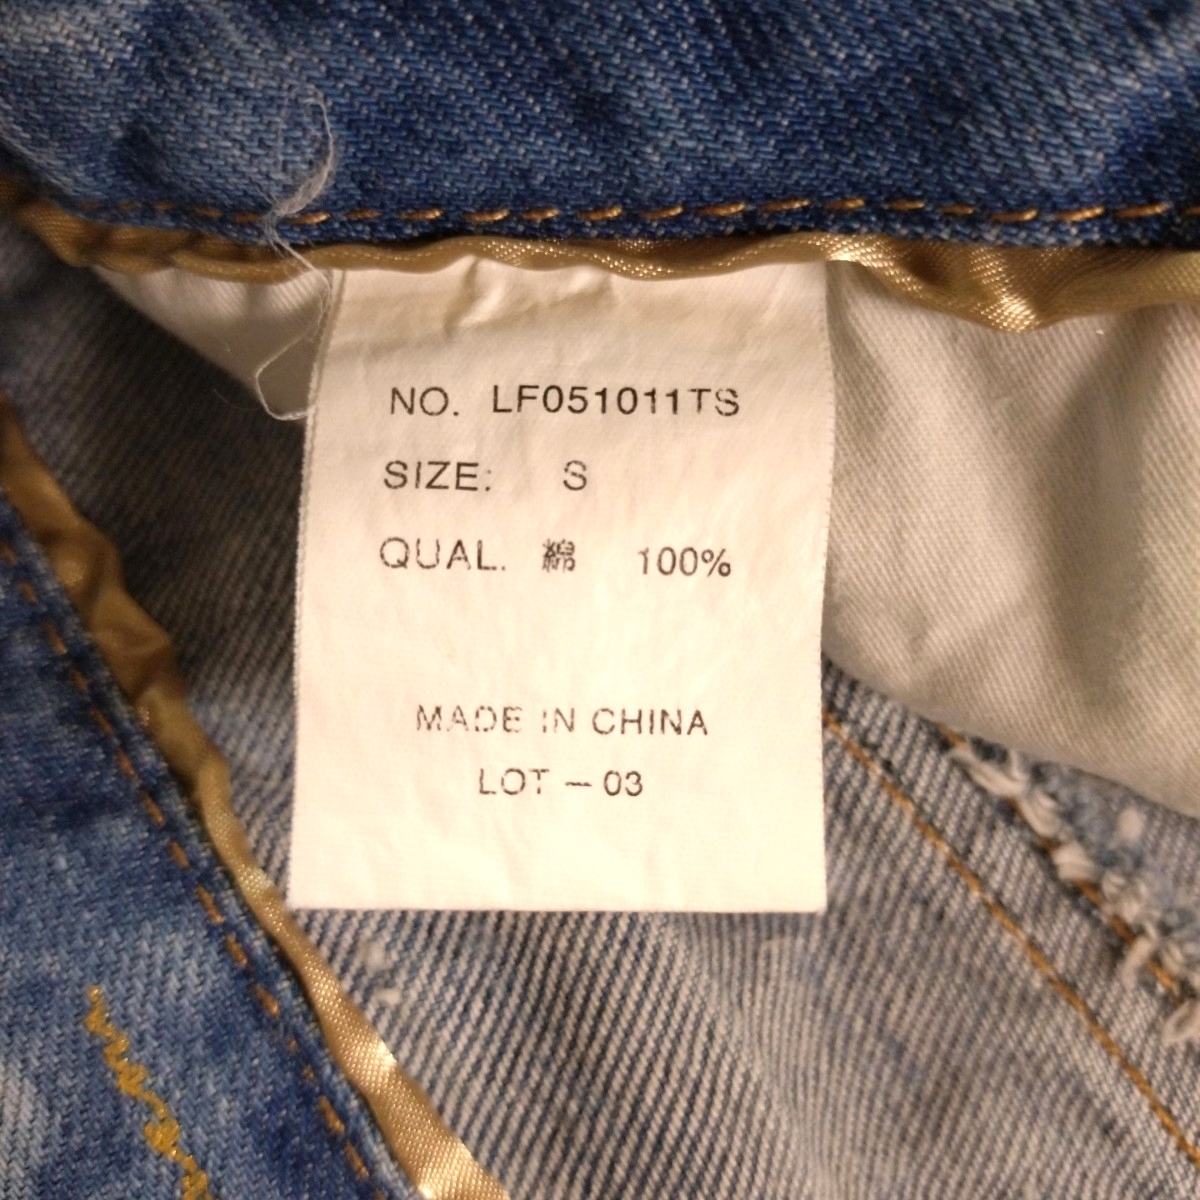 NO. LF051011TS
SIZE: S
QUAL. 綿 100%
MADE IN CHINA
LOT - 03